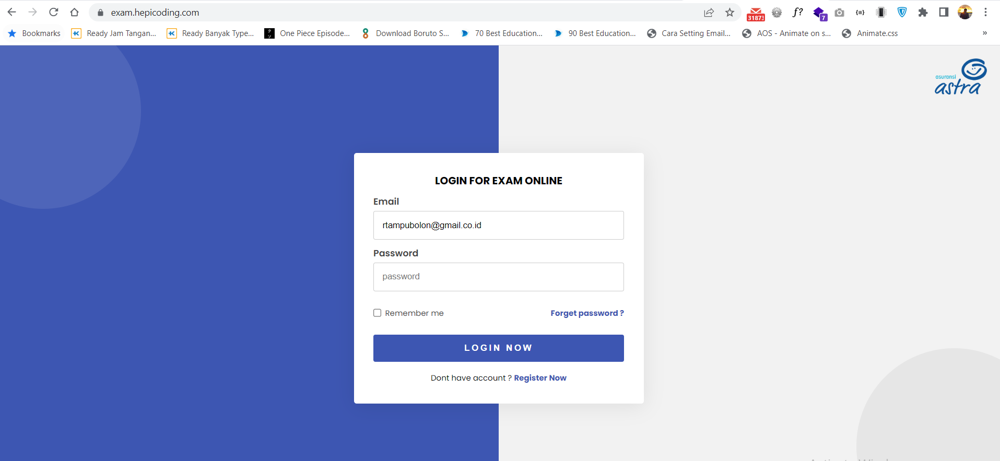 exam.hepicoding.com
31873
f?
7
Bookmarks
Ready Jam Tangan...
Ready Banyak Type...
One Piece Episode...
Download Boruto S...
70 Best Education...
90 Best Education...
Cara Setting Email...
AOS - Animate on s...
Animate.css
»
asuransi
astra
LOGIN FOR EXAM ONLINE
Email
rtampubolon@gmail.co.id
Password
password
Remember me
Forget password ?
LOGIN NOW
Dont have account ? Register Now